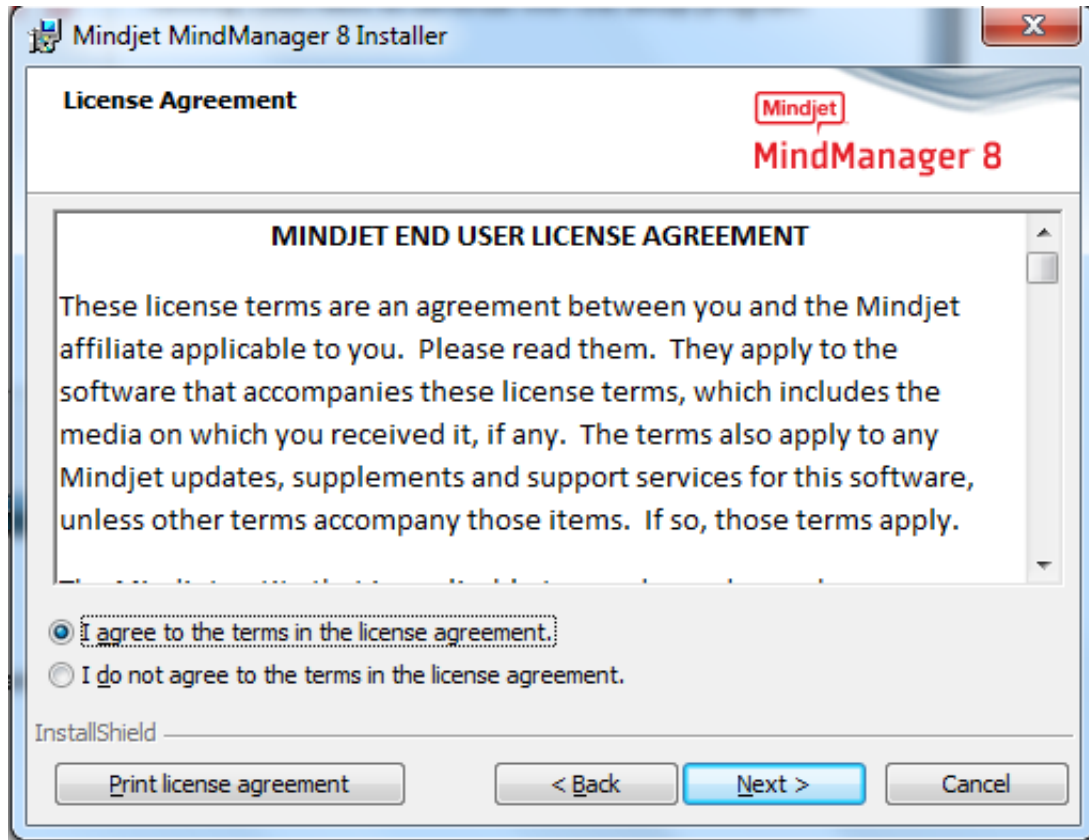 Mindjet MindManager 8 Installer
License Agreement
Mindjet
MindManager 8
MINDJET END USER LICENSE AGREEMENT
These license terms are an agreement between you and the Mindjet
affiliate applicable to you.  Please read them.  They apply to the
software that accompanies these license terms, which includes the
media on which you received it, if any.  The terms also apply to any
Mindjet updates, supplements and support services for this software,
unless other terms accompany those items.  If so, those terms apply.
I agree to the terms in the license agreement.
I do not agree to the terms in the license agreement.
InstallShield
Print license agreement
< Back
Next >
Cancel